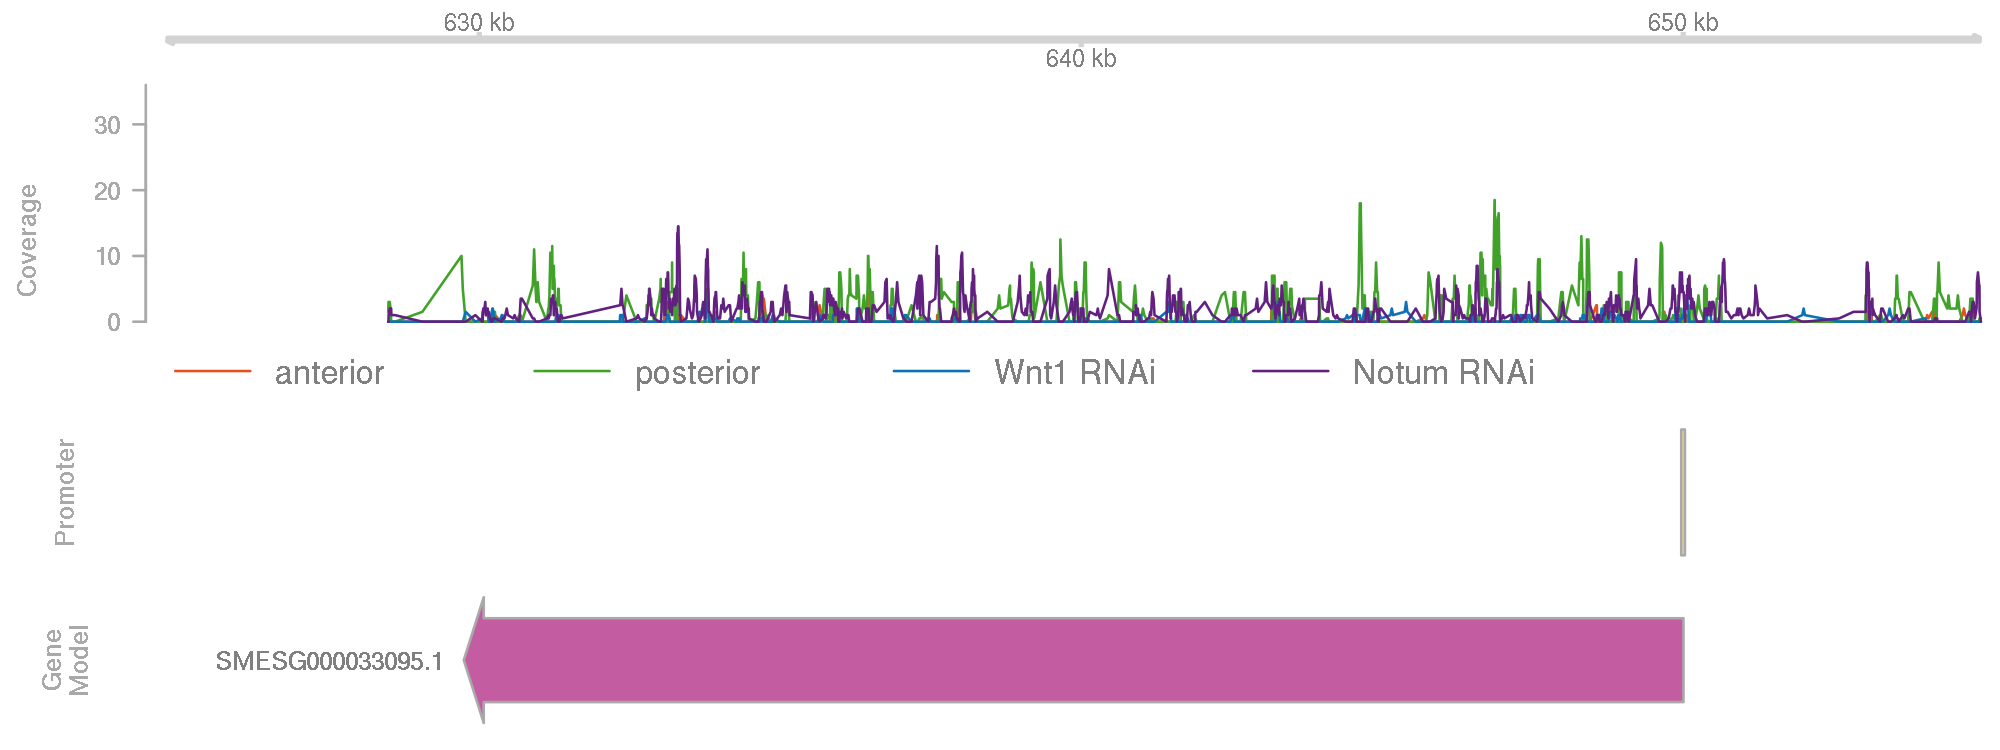 630 kb
650 kb
640 kb
Coverage
30
20
10
0
anterior
posterior
Wnt1 RNAi
Notum RNAi
Promoter
Gene
Model
SMESG000033095.1